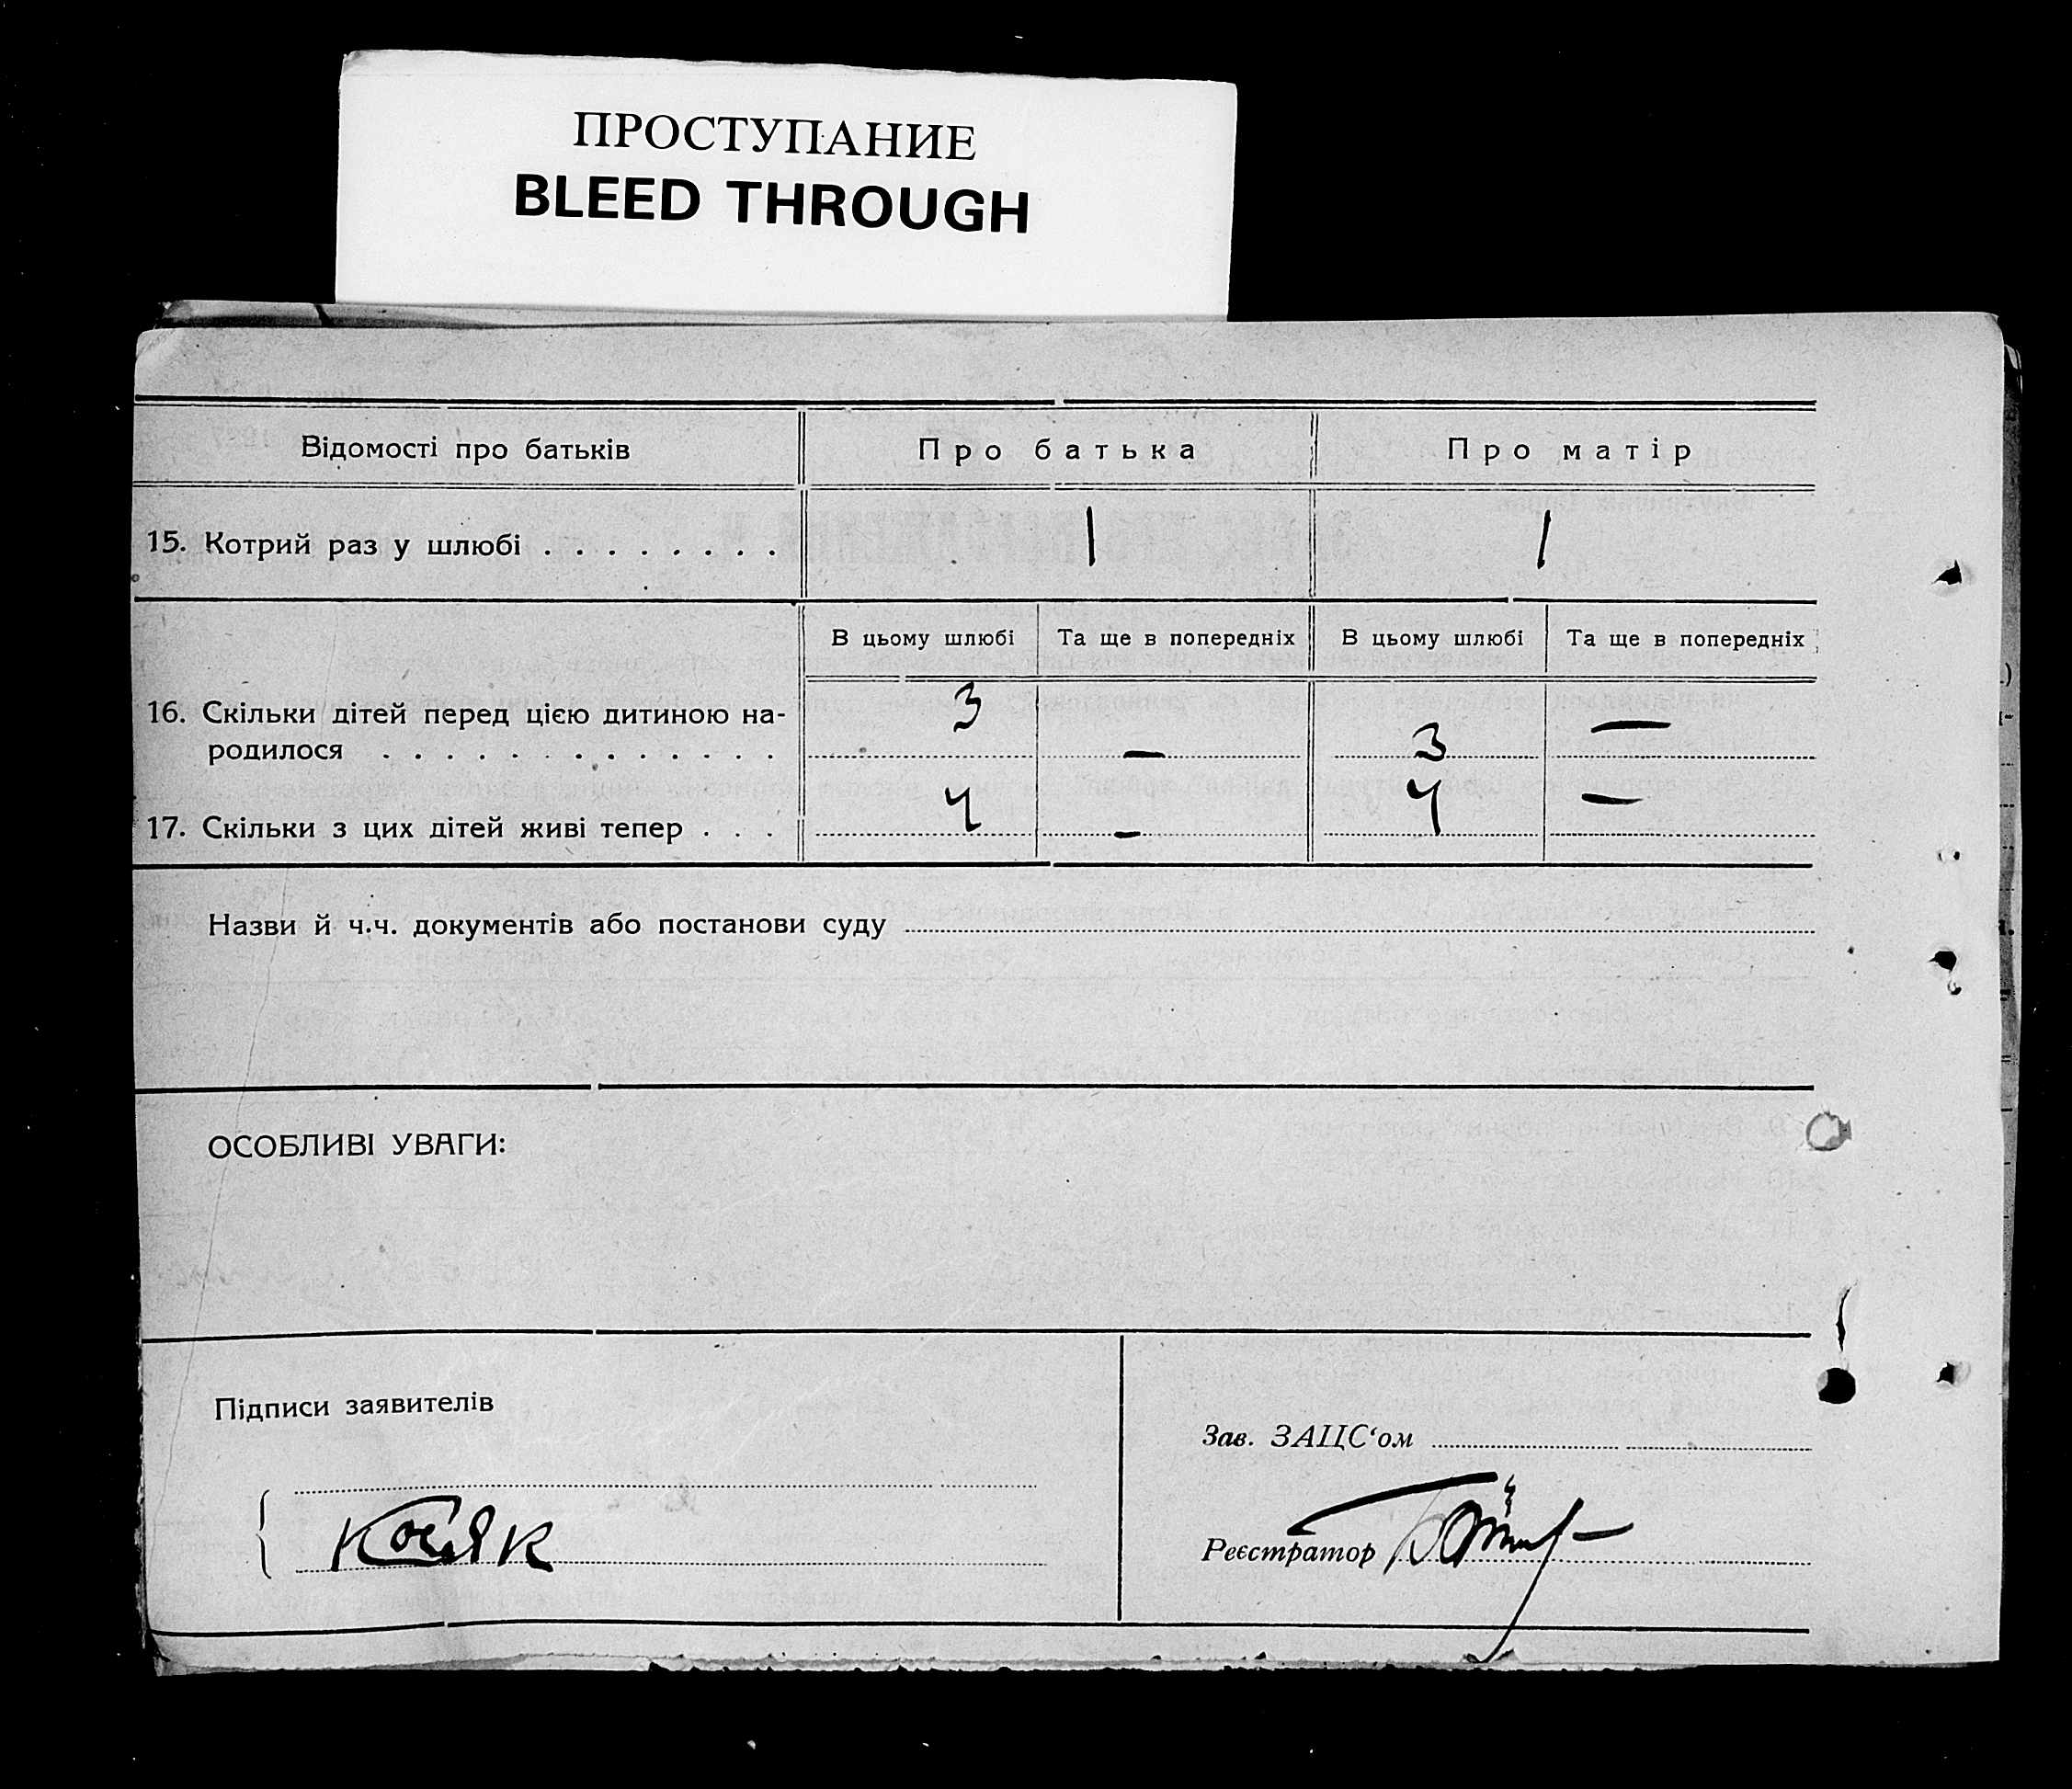 ПРОСТУПАНИЕ
BLEED THROUGH
Відомості про батьків Про батька Про матір
15. Котрий раз у шлюбі . . . . . . . . 1 1
В цьому шлюбі Та ще в попередніх В цьому шлюбі Та ще в попередніх
16. Скільки дітей перед цією дитиною на- 3 —
родилося . . . . . . . . . . . . . — 3
17. Скільки з цих дітей живі тепер . . . 4 — 4 —
Назви й ч.ч. документів або постанови суду
ОСОБЛИВІ УВАГИ:
Підписи заявителів
Зав. ЗАЦС‘ом
Реєстратор